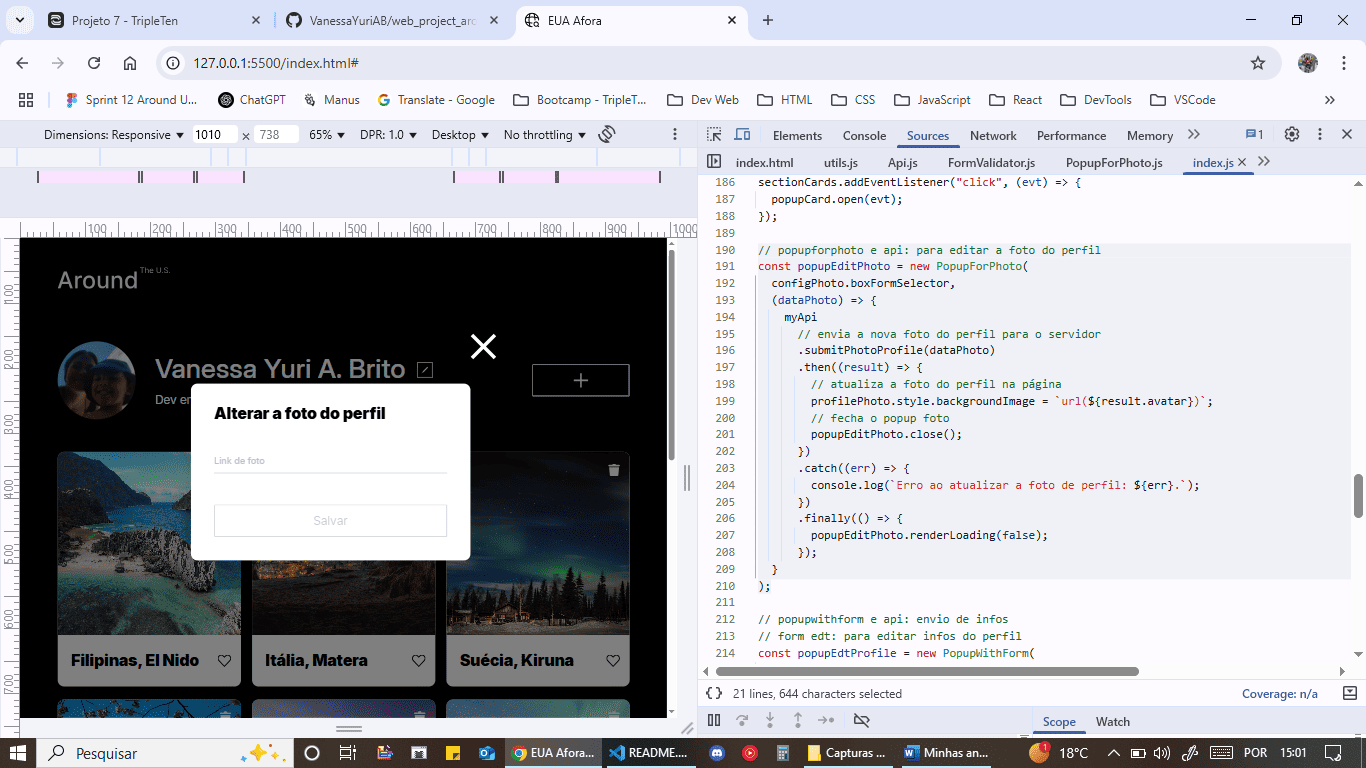 Projeto 7 - TripleTen
VanessaYuriAB/web_project_aro
EUA Afora
127.0.0.1:5500/index.html#
Sprint 12 Around U...
ChatGPT
Manus
Translate - Google
Bootcamp - TripleT...
Dev Web
HTML
CSS
JavaScript
React
DevTools
VSCode
Dimensions: Responsive
1010
×
738
65%
DPR: 1.0
Desktop
No throttling
Elements
Console
Sources
Network
Performance
Memory
1
index.html
utils.js
Api.js
FormValidator.js
PopupForPhoto.js
index.js
100
200
300
400
500
600
700
800
900
1000
100
200
300
400
500
600
700
Around
The U.S.
Vanessa Yuri A. Brito
Dev en
Alterar a foto do perfil
Link de foto
Salvar
Filipinas, El Nido
Itália, Matera
Suécia, Kiruna
186 sectionCards.addEventListener("click", (evt) => {
187 popupCard.open(evt);
188 });
189
190 // popupforphoto e api: para editar a foto do perfil
191 const popupEditPhoto = new PopupForPhoto(
192 configPhoto.boxFormSelector,
193 (dataPhoto) => {
194 myApi
195 // envia a nova foto do perfil para o servidor
196 .submitPhotoProfile(dataPhoto)
197 .then((result) => {
198 // atualiza a foto do perfil na página
199 profilePhoto.style.backgroundImage = `url(${result.avatar})`;
200 // fecha o popup foto
201 popupEditPhoto.close();
202 })
203 .catch((err) => {
204 console.log(`Erro ao atualizar a foto de perfil: ${err}.`);
205 })
206 .finally(() => {
207 popupEditPhoto.renderLoading(false);
208 });
209 }
210 );
211
212 // popupwithform e api: envio de infos
213 // form edt: para editar infos do perfil
214 const popupEdtProfile = new PopupWithForm(
{} 21 lines, 644 characters selected
Coverage: n/a
Scope
Watch
Pesquisar
EUA Afora...
README....
Capturas ...
Minhas an...
1
18°C
POR
15:01